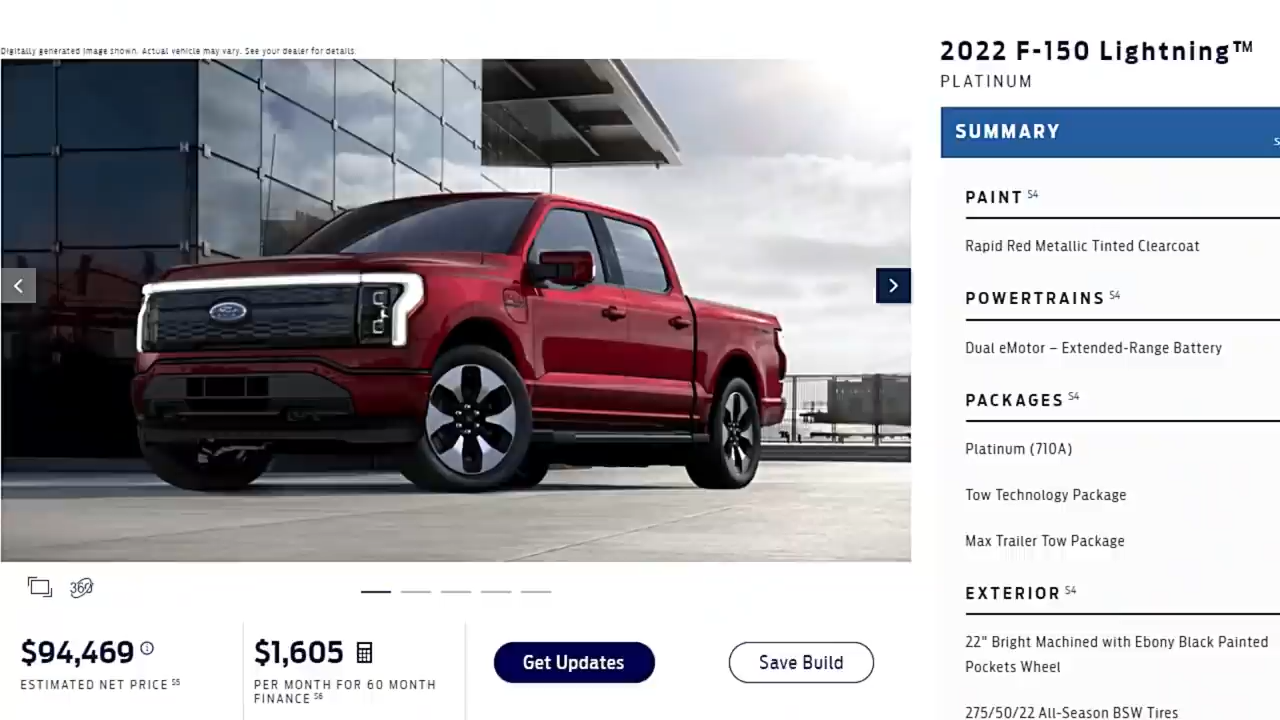 Digitally generated image shown. Actual vehicle may vary. See your dealer for details.
2022 F-150 Lightning™
PLATINUM
SUMMARY
PAINT S4
Rapid Red Metallic Tinted Clearcoat
POWERTRAINS S4
Dual eMotor – Extended-Range Battery
PACKAGES S4
Platinum (710A)
Tow Technology Package
Max Trailer Tow Package
EXTERIOR S4
22" Bright Machined with Ebony Black Painted
Pockets Wheel
275/50/22 All-Season BSW Tires
Ford
360
$94,469
ESTIMATED NET PRICE S5
$1,605
PER MONTH FOR 60 MONTH
FINANCE S6
Get Updates
Save Build